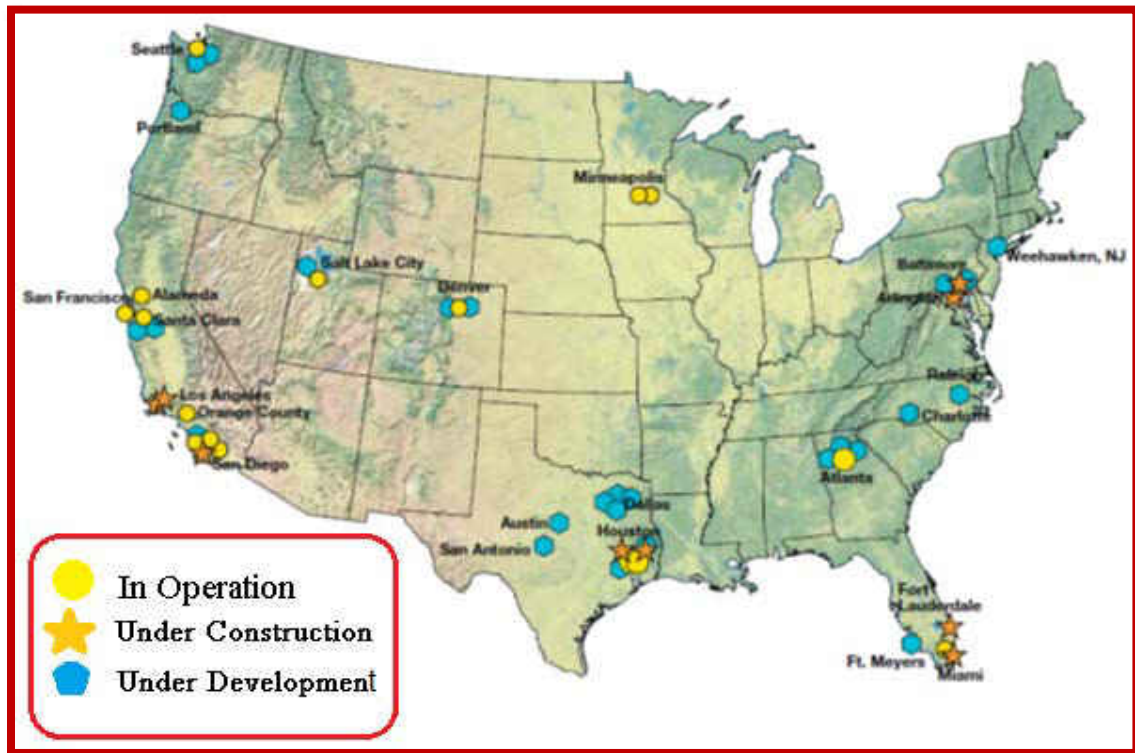 Seattle
Portland
Minneapolis
Salt Lake City
Denver
San Francisco
Alameda
Santa Clara
Los Angeles
Orange County
San Diego
Weehawken, NJ
Baltimore
Arlington
Raleigh
Charlotte
Atlanta
Dallas
Austin
Houston
San Antonio
Fort
Lauderdale
Ft. Meyers
Miami
In Operation
Under Construction
Under Development